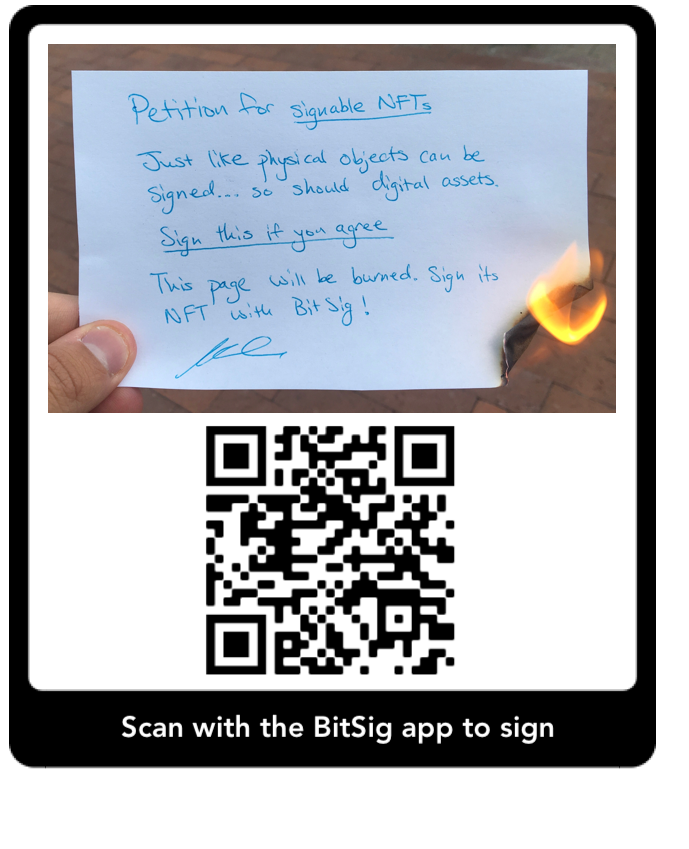 Petition for signable NFTs
Just like physical objects can be
signed.... so should digital assets.
Sign this if you agree
This page will be burned. Sign its
NFT with BitSig!
Scan with the BitSig app to sign